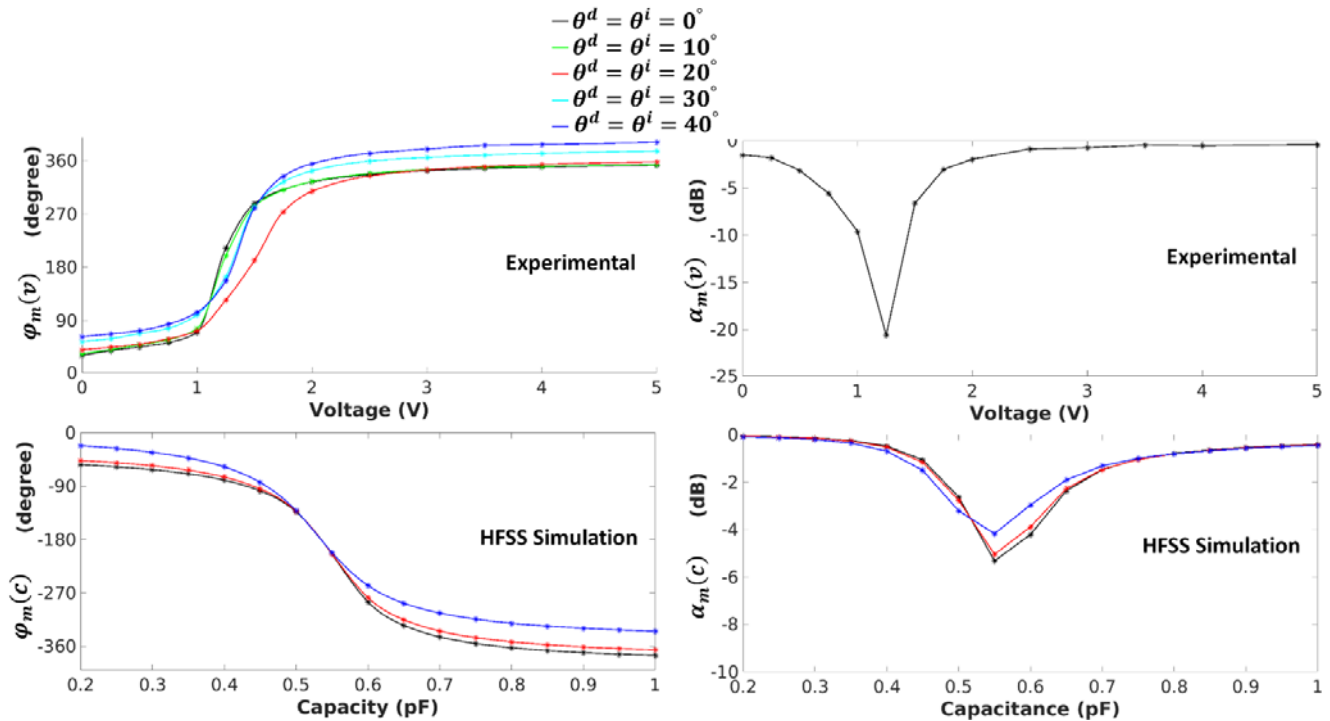 θ^d = θ^i = 0°
θ^d = θ^i = 10°
θ^d = θ^i = 20°
θ^d = θ^i = 30°
θ^d = θ^i = 40°
φ_m(v) (degree)
360
270
180
90
0
Experimental
0 1 2 3 4 5
Voltage (V)
α_m(v) (dB)
0
-5
-10
-15
-20
-25
Experimental
0 1 2 3 4 5
Voltage (V)
φ_m(c) (degree)
0
-90
-180
-270
-360
HFSS Simulation
0.2 0.3 0.4 0.5 0.6 0.7 0.8 0.9 1
Capacity (pF)
α_m(c) (dB)
0
-2
-4
-6
-8
-10
HFSS Simulation
0.2 0.3 0.4 0.5 0.6 0.7 0.8 0.9 1
Capacitance (pF)